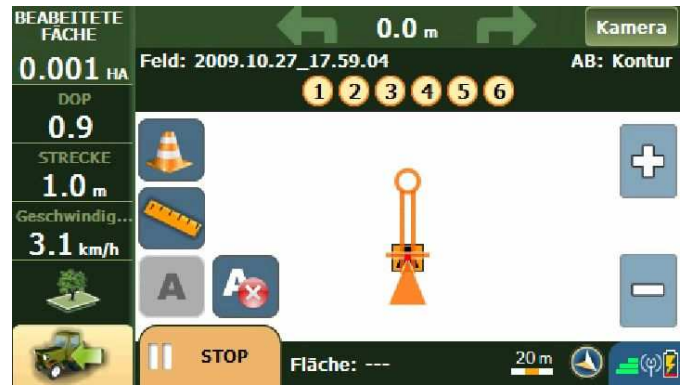 BEABEITETE
FÄCHE
0.001 HA
DOP
0.9
STRECKE
1.0 m
Geschwindig...
3.1 km/h
0.0 m
Kamera
Feld: 2009.10.27_17.59.04
AB: Kontur
1 2 3 4 5 6
A
A
STOP
Fläche: ---
20 m